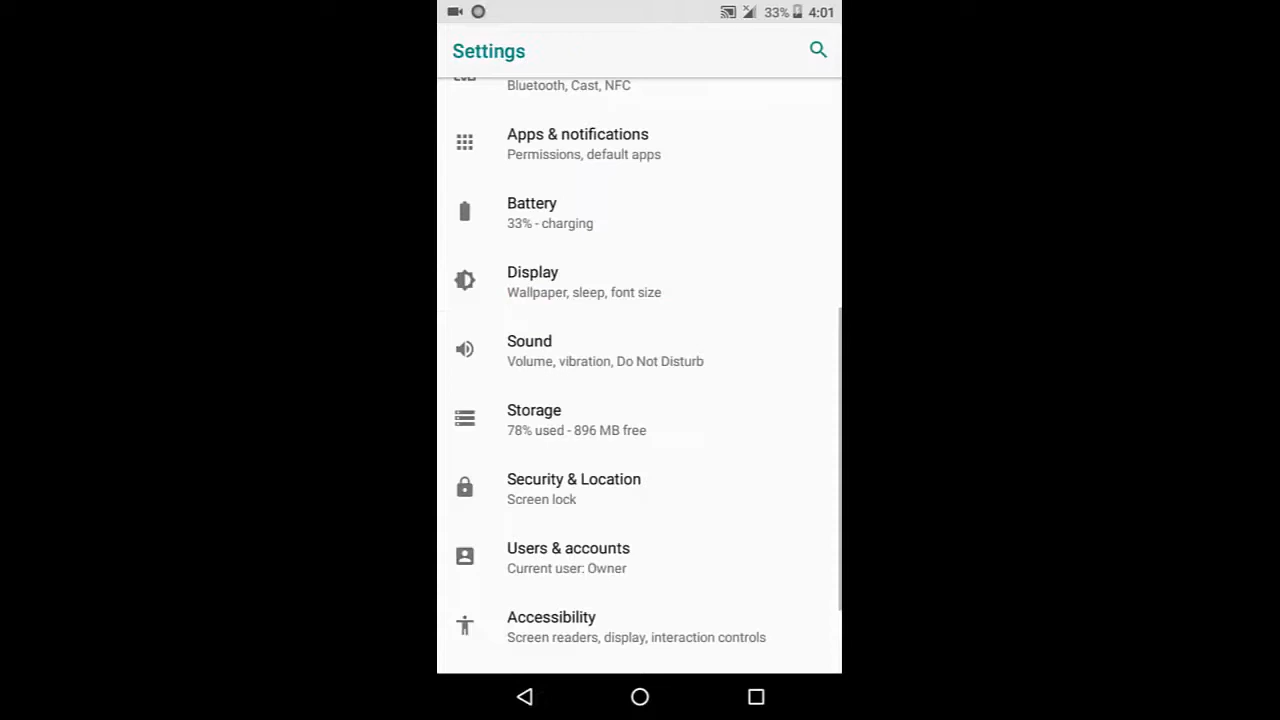 33% 4:01
Settings
Bluetooth, Cast, NFC
Apps & notifications
Permissions, default apps
Battery
33% - charging
Display
Wallpaper, sleep, font size
Sound
Volume, vibration, Do Not Disturb
Storage
78% used - 896 MB free
Security & Location
Screen lock
Users & accounts
Current user: Owner
Accessibility
Screen readers, display, interaction controls